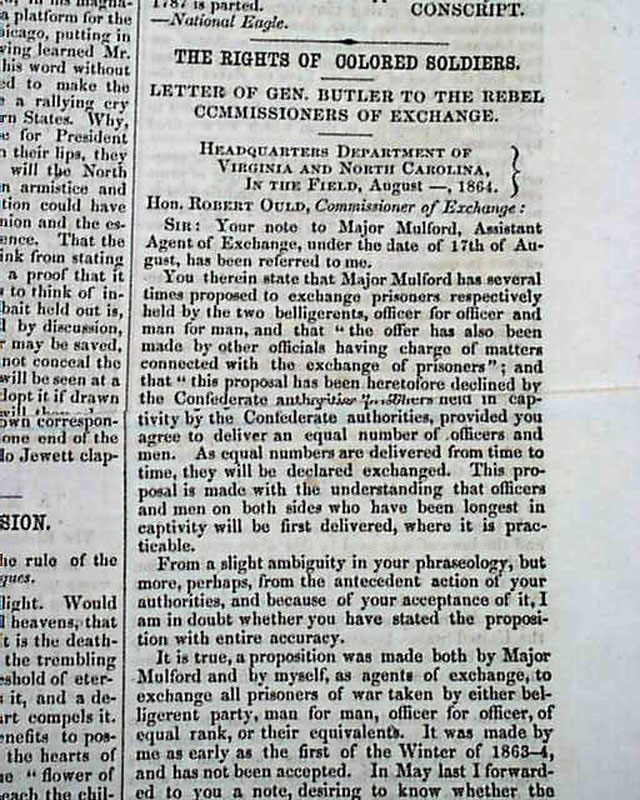 a platform for the
hicago, putting in
ving learned Mr.
his word without
ed to make the
e a rallying cry
rn States. Why,
e for President
n their lips, they
will the North
n armistice and
tion could have
nion and the es-
ence. That the
ink from stating
a proof that it
s to think of in-
bait held out is,
d by discussion,
r may be saved,
not conceal the
will be seen at a
dopt it if drawn
own correspon-
one end of the
do Jewett clap-
SION.
he rule of the
gues.
light. Would
d heavens, that
t is the death-
the trembling
eshold of eter-
s it, and a de-
art compels it.
enefits to pos-
the hearts of
he "flower of
each the chil-
1787 is parted.
—National Eagle.
CONSCRIPT.
THE RIGHTS OF COLORED SOLDIERS.
LETTER OF GEN. BUTLER TO THE REBEL
COMMISSIONERS OF EXCHANGE.
HEADQUARTERS DEPARTMENT OF
VIRGINIA AND NORTH CAROLINA,
IN THE FIELD, August —, 1864.
Hon. ROBERT OULD, Commissioner of Exchange:
SIR: Your note to Major Mulford, Assistant
Agent of Exchange, under the date of 17th of Au-
gust, has been referred to me.
You therein state that Major Mulford has several
times proposed to exchange prisoners respectively
held by the two belligerents, officer for officer and
man for man, and that "the offer has also been
made by other officials having charge of matters
connected with the exchange of prisoners"; and
that "this proposal has been heretofore declined by
the Confederate held in cap-
tivity by the Confederate authorities, provided you
agree to deliver an equal number of officers and
men. As equal numbers are delivered from time to
time, they will be declared exchanged. This pro-
posal is made with the understanding that officers
and men on both sides who have been longest in
captivity will be first delivered, where it is prac-
ticable.
From a slight ambiguity in your phraseology, but
more, perhaps, from the antecedent action of your
authorities, and because of your acceptance of it, I
am in doubt whether you have stated the proposi-
tion with entire accuracy.
It is true, a proposition was made both by Major
Mulford and by myself, as agents of exchange, to
exchange all prisoners of war taken by either bel-
ligerent party, man for man, officer for officer, of
equal rank, or their equivalents. It was made by
me as early as the first of the Winter of 1863-4,
and has not been accepted. In May last I forward-
ed to you a note, desiring to know whether the